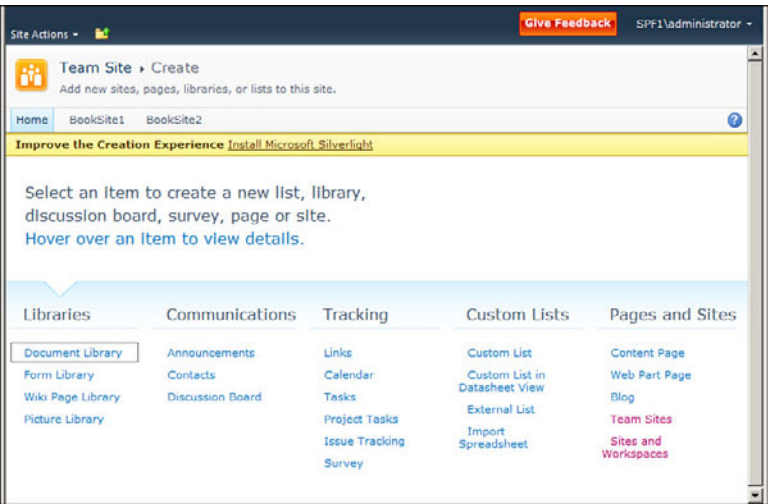 Give Feedback
SPF1\administrator
Site Actions
Team Site › Create
Add new sites, pages, libraries, or lists to this site.
Home BookSite1 BookSite2
Improve the Creation Experience Install Microsoft Silverlight
Select an item to create a new list, library,
discussion board, survey, page or site.
Hover over an item to view details.
Libraries
Document Library
Form Library
Wiki Page Library
Picture Library
Communications
Announcements
Contacts
Discussion Board
Tracking
Links
Calendar
Tasks
Project Tasks
Issue Tracking
Survey
Custom Lists
Custom List
Custom List in
Datasheet View
External List
Import
Spreadsheet
Pages and Sites
Content Page
Web Part Page
Blog
Team Sites
Sites and
Workspaces